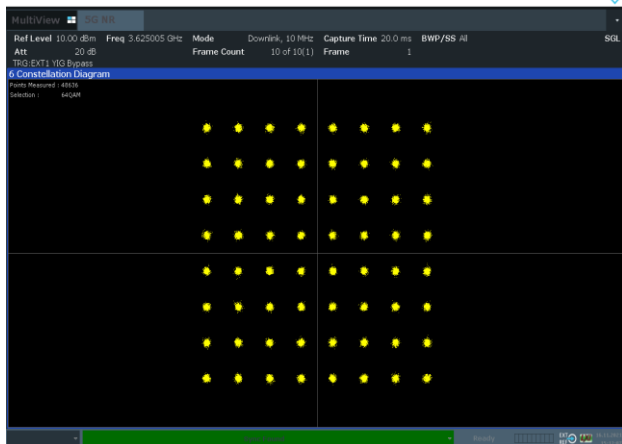 MultiView 5G NR
Ref Level 10.00 dBm Freq 3.625005 GHz Mode Downlink, 10 MHz Capture Time 20.0 ms BWP/SS All SGL
Att 20 dB Frame Count 10 of 10(1) Frame 1
TRG:EXT1 YIG Bypass
6 Constellation Diagram
Points Measured : 48636
Selection : 64QAM
Ready